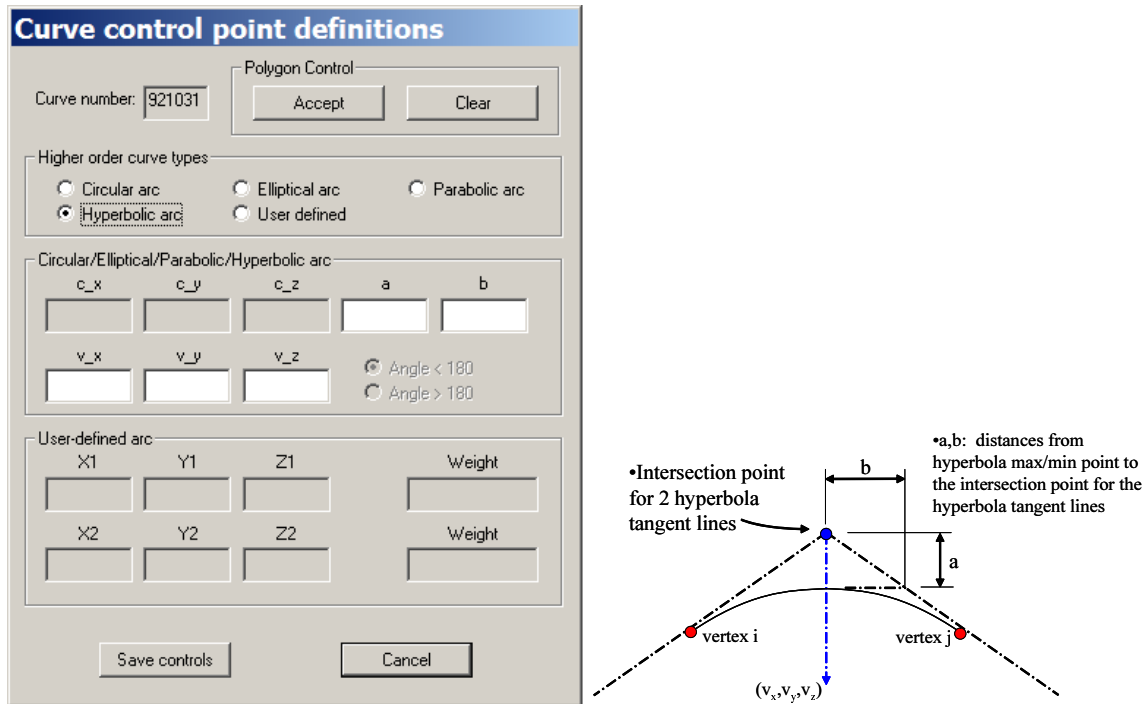 Curve control point definitions
Polygon Control
Curve number: 921031
Accept
Clear
Higher order curve types
Circular arc
Elliptical arc
Parabolic arc
Hyperbolic arc
User defined
Circular/Elliptical/Parabolic/Hyperbolic arc
c_x
c_y
c_z
a
b
v_x
v_y
v_z
Angle < 180
Angle > 180
User-defined arc
X1
Y1
Z1
Weight
X2
Y2
Z2
Weight
Save controls
Cancel
•Intersection point
for 2 hyperbola
tangent lines
b
•a,b: distances from
hyperbola max/min point to
the intersection point for the
hyperbola tangent lines
a
vertex i
vertex j
(vx,vy,vz)